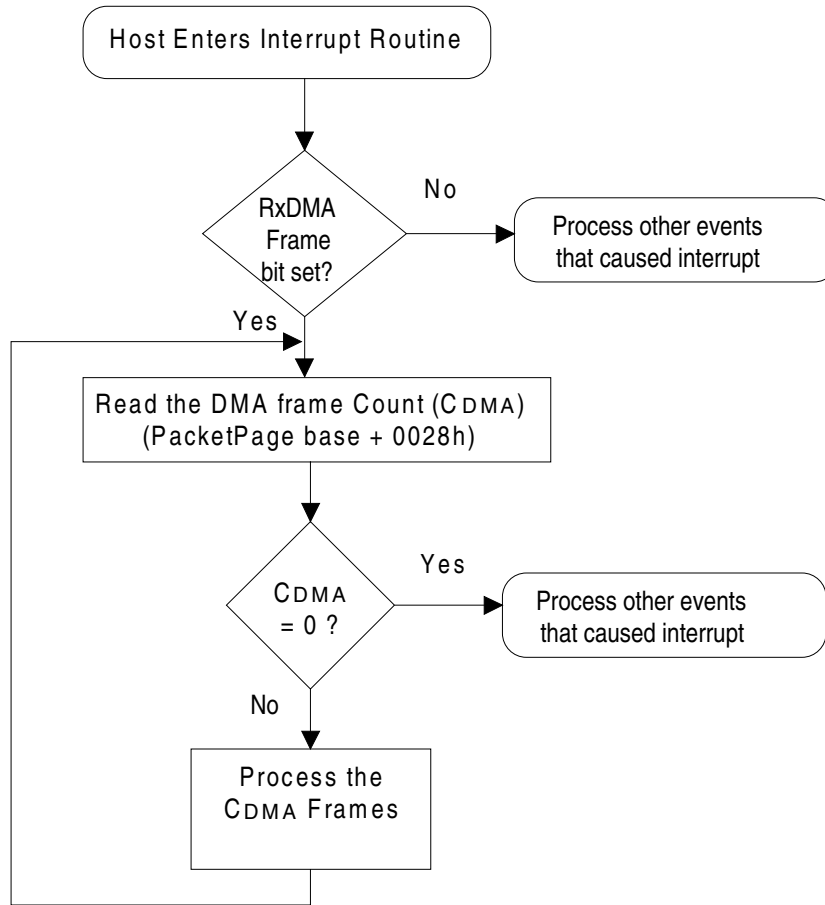 Host Enters Interrupt Routine
RxDMA
Frame
bit set?
No
Process other events
that caused interrupt
Yes
Read the DMA frame Count (CDMA)
(PacketPage base + 0028h)
CDMA
= 0 ?
Yes
Process other events
that caused interrupt
No
Process the
CDMA Frames